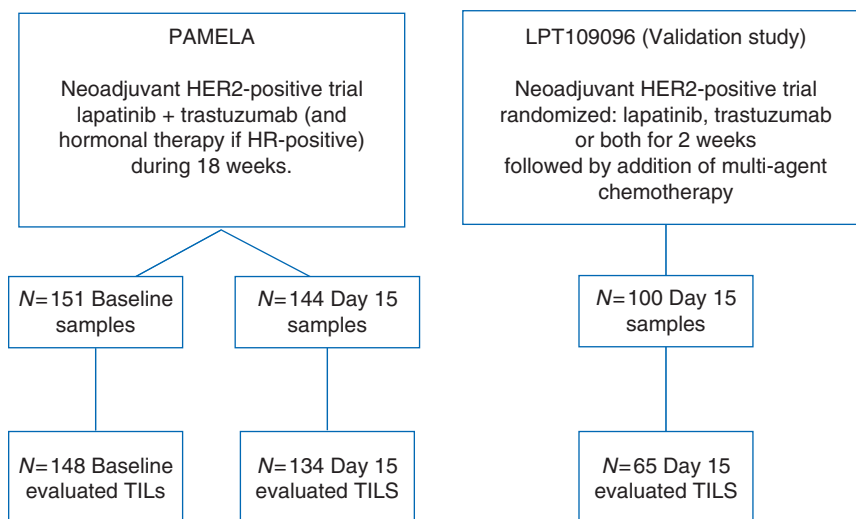 PAMELA
Neoadjuvant HER2-positive trial
lapatinib + trastuzumab (and
hormonal therapy if HR-positive)
during 18 weeks.
LPT109096 (Validation study)
Neoadjuvant HER2-positive trial
randomized: lapatinib, trastuzumab
or both for 2 weeks
followed by addition of multi-agent
chemotherapy
N=151 Baseline
samples
N=144 Day 15
samples
N=100 Day 15
samples
N=148 Baseline
evaluated TILs
N=134 Day 15
evaluated TILS
N=65 Day 15
evaluated TILS